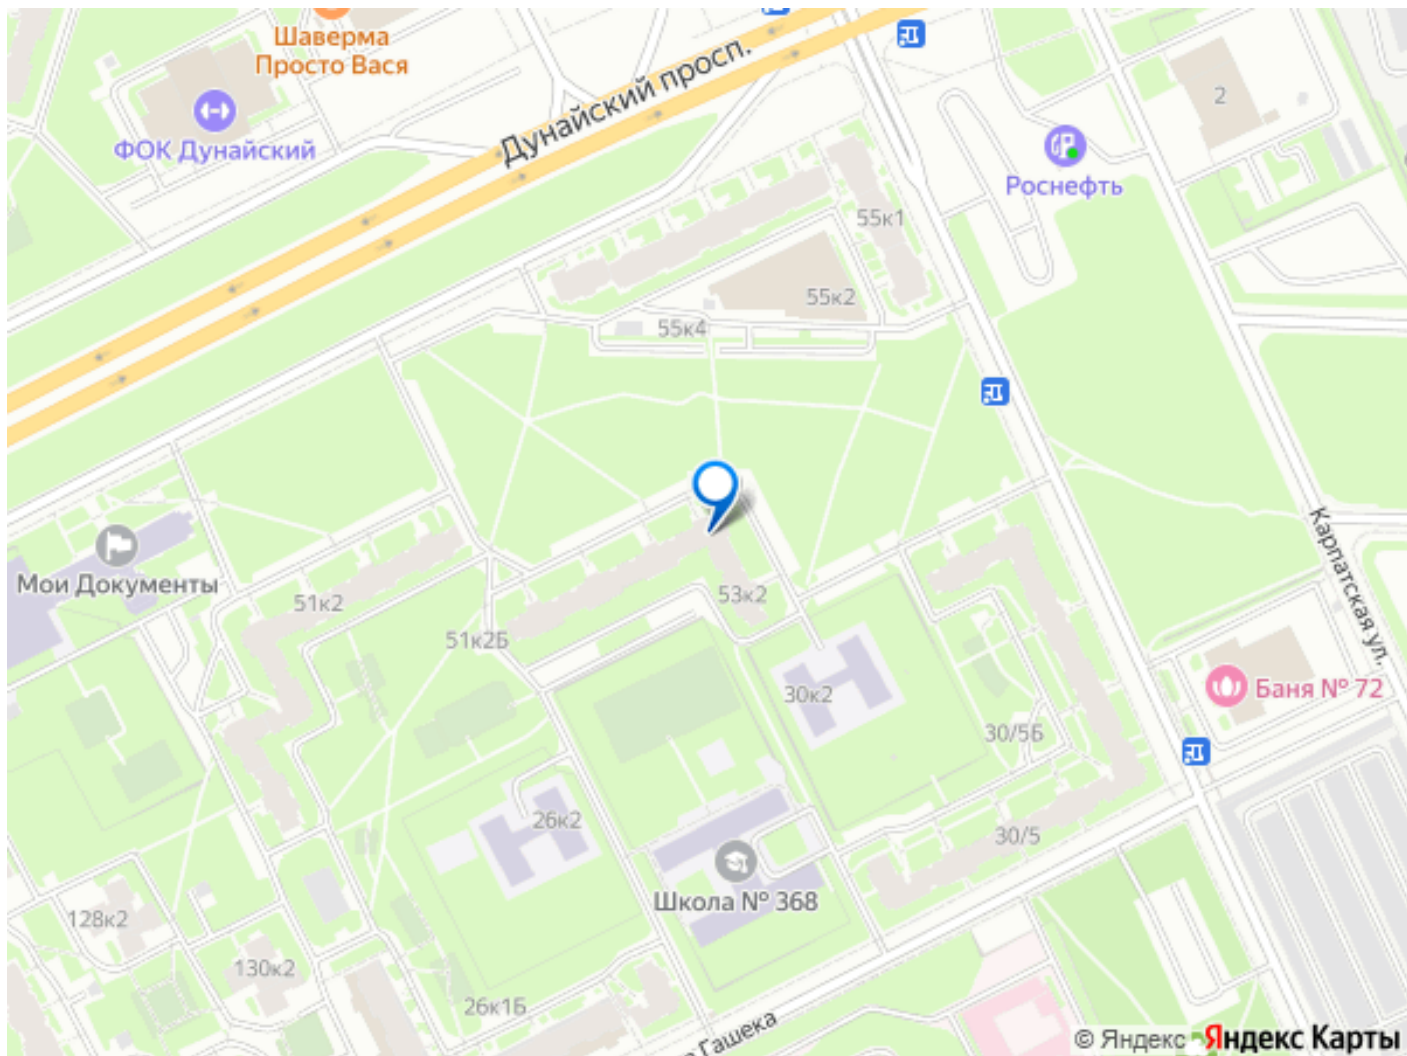 Шаверма
Просто Вася
ФОК Дунайский
Дунайский просп.
2
Роснефть
55к1
55к2
55к4
Карпатская ул.
Мои Документы
51к2
53к2
51к2Б
30к2
Баня № 72
30/5Б
26к2
30/5
Школа № 368
128к2
130к2
26к1Б
Гашека
© Яндекс Яндекс Карты